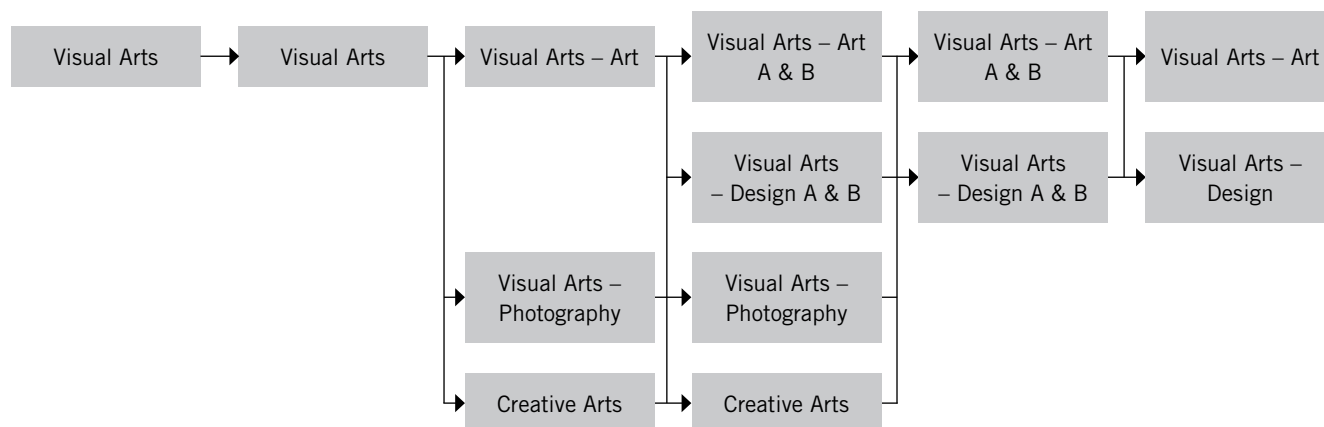 Visual Arts
Visual Arts
Visual Arts – Art
Visual Arts – Art
A & B
Visual Arts – Art
A & B
Visual Arts – Art
Visual Arts
– Design A & B
Visual Arts
– Design A & B
Visual Arts –
Design
Visual Arts –
Photography
Visual Arts –
Photography
Creative Arts
Creative Arts